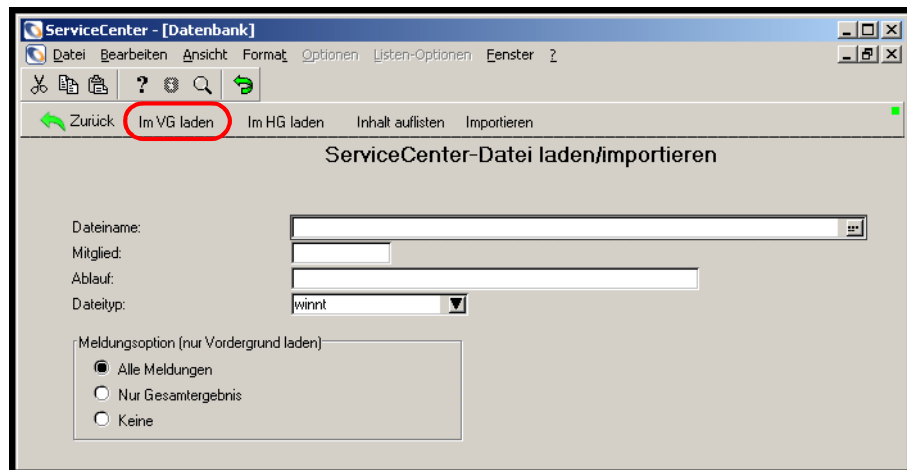 ServiceCenter - [Datenbank]
Datei Bearbeiten Ansicht Format Optionen Listen-Optionen Fenster ?
Zurück Im VG laden Im HG laden Inhalt auflisten Importieren
ServiceCenter-Datei laden/importieren
Dateiname:
Mitglied:
Ablauf:
Dateityp: winnt
Meldungsoption (nur Vordergrund laden)
Alle Meldungen
Nur Gesamtergebnis
Keine